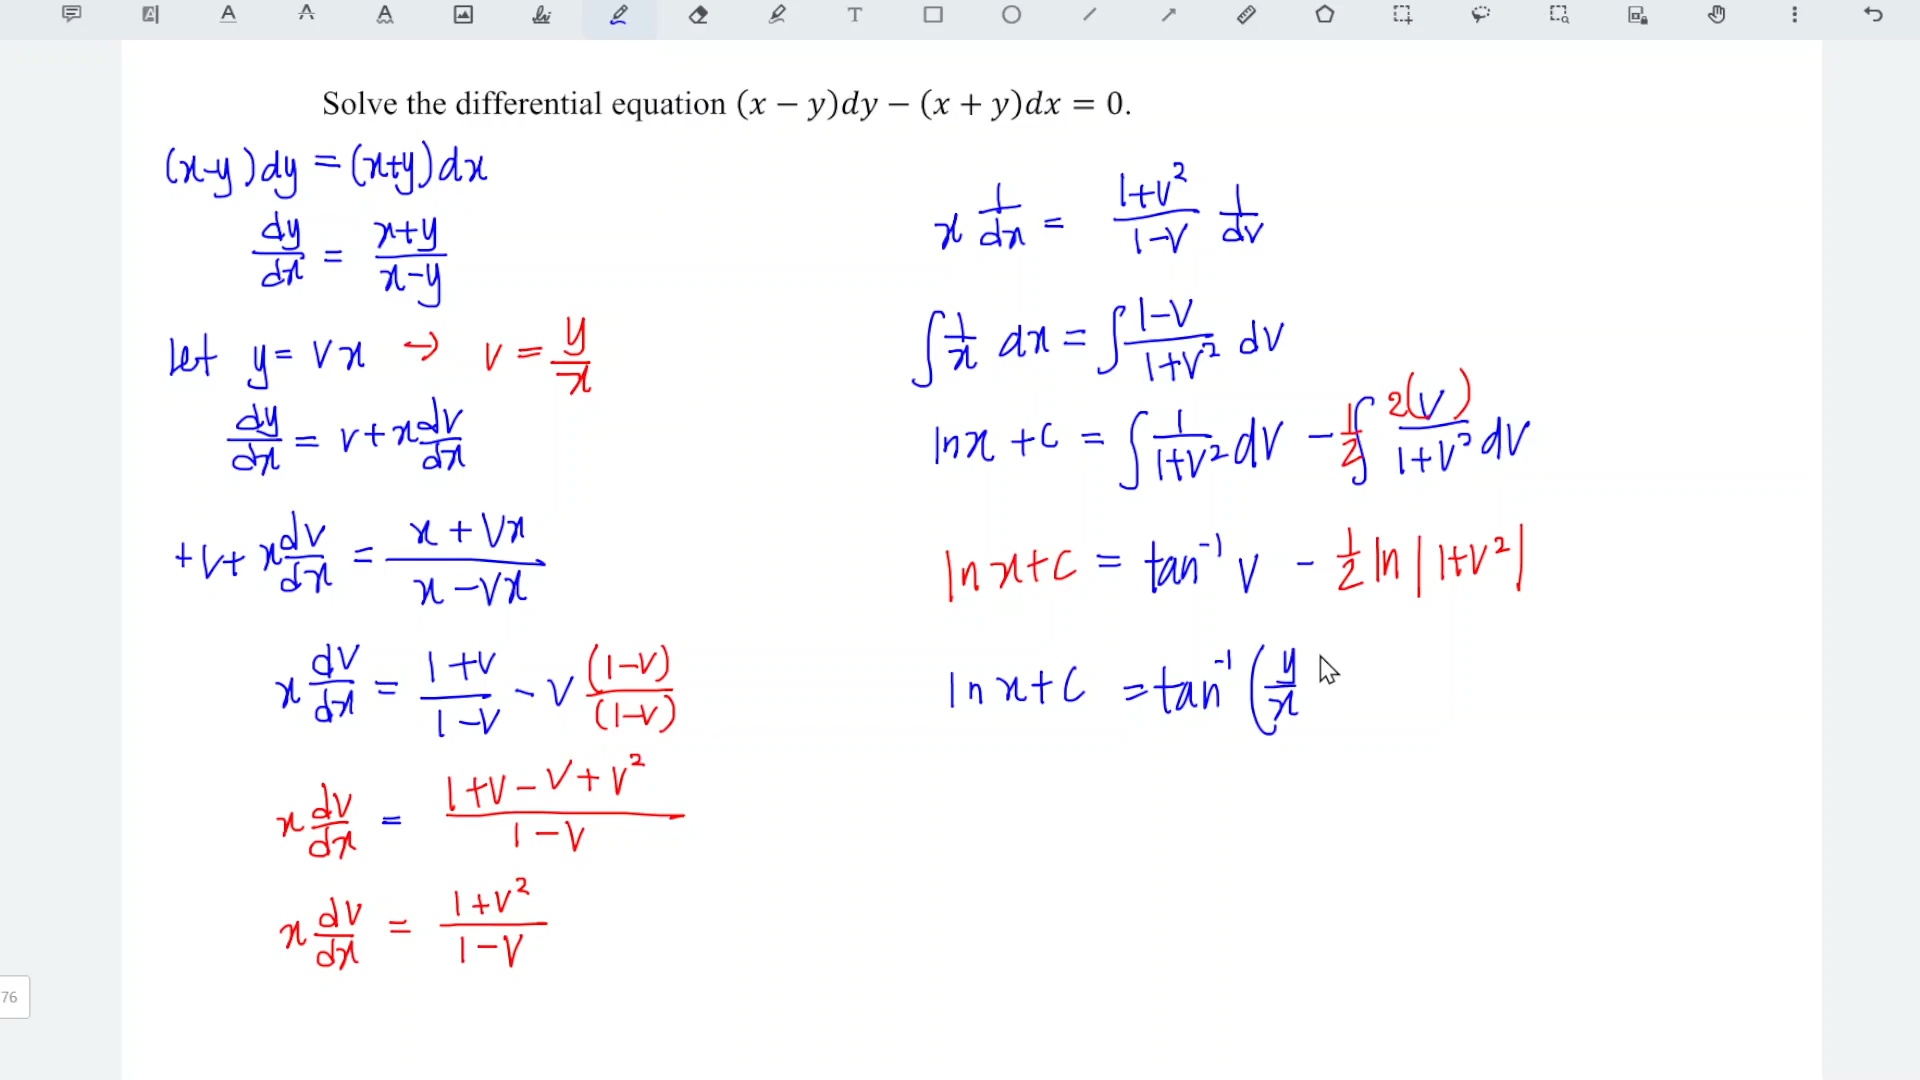 Solve the differential equation (x − y)dy − (x + y)dx = 0.
(x-y)dy = (x+y)dx
dy/dx = (x+y)/(x-y)
Let y = vx → v = y/x
dy/dx = v + x dv/dx
+v + x dv/dx = (x + vx)/(x - vx)
x dv/dx = (1+v)/(1-v) - v (1-v)/(1-v)
x dv/dx = (1+v-v+v²)/(1-v)
x dv/dx = (1+v²)/(1-v)
x 1/dx = (1+v²)/(1-v) 1/dv
∫ 1/x dx = ∫ (1-v)/(1+v²) dv
ln x + c = ∫ 1/(1+v²) dv - 1/2 ∫ 2(v)/(1+v²) dv
ln x + c = tan⁻¹ v - 1/2 ln |1+v²|
ln x + c = tan⁻¹ (y/x
76